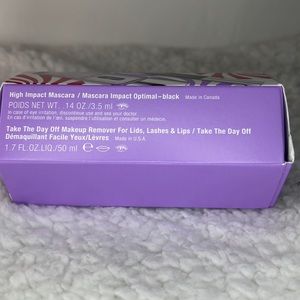 High Impact Mascara / Mascara Impact Optimal–black Made in Canada
POIDS NET WT. .14 OZ./3.5 ml
In case of eye irritation, discontinue use and see your doctor.
En cas d'irritation de l'œil, suspendre l'utilisation et consulter un médecin.
Take The Day Off Makeup Remover For Lids, Lashes & Lips / Take The Day Off
Démaquillant Facile Yeux/Lèvres Made in U.S.A.
1.7 FL.OZ.LIQ./50 ml